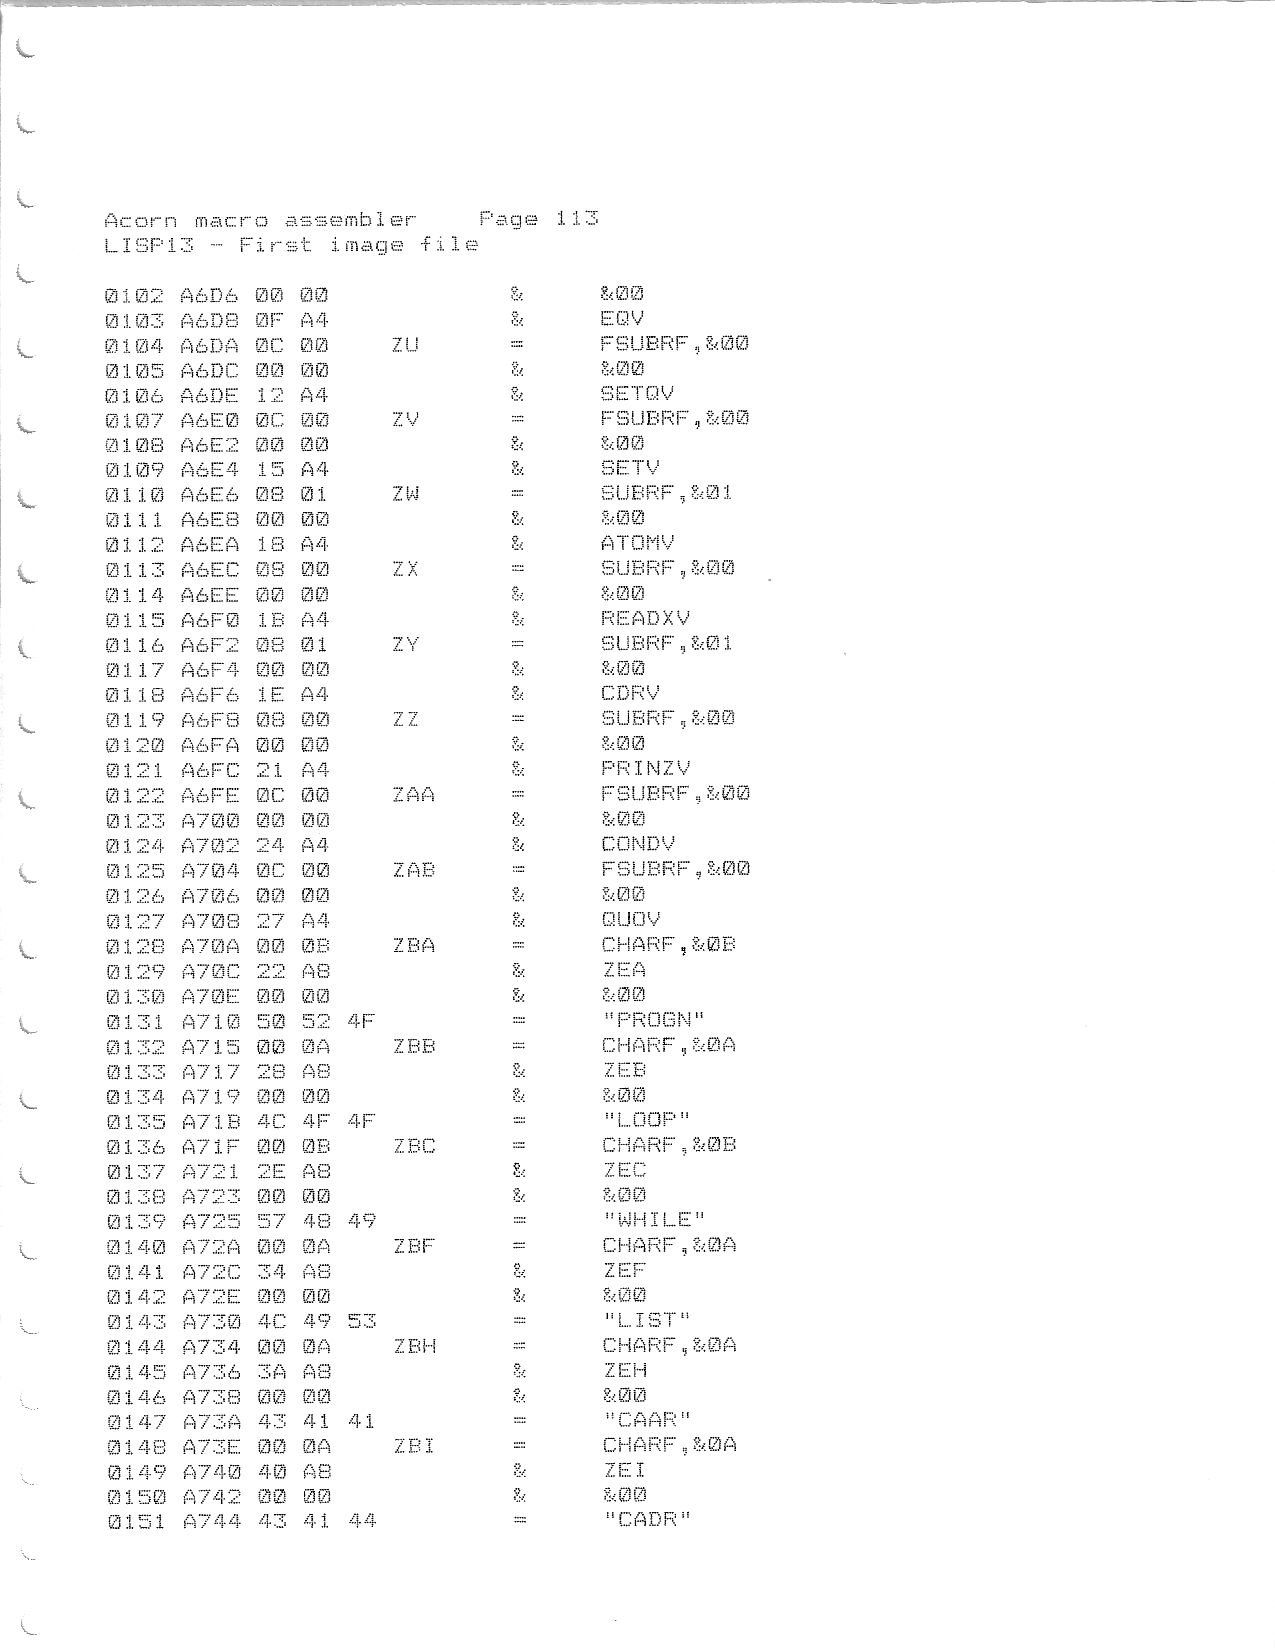 Acorn macro assembler    Page 113
LISP13 - First image file
0102 A6D6 00 00 & &00
0103 A6D8 0F A4 & EQV
0104 A6DA 0C 00 ZU = FSUBRF,&00
0105 A6DC 00 00 & &00
0106 A6DE 12 A4 & SETQV
0107 A6E0 0C 00 ZV = FSUBRF,&00
0108 A6E2 00 00 & &00
0109 A6E4 15 A4 & SETV
0110 A6E6 08 01 ZW = SUBRF,&01
0111 A6E8 00 00 & &00
0112 A6EA 18 A4 & ATOMV
0113 A6EC 08 00 ZX = SUBRF,&00
0114 A6EE 00 00 & &00
0115 A6F0 1B A4 & READXV
0116 A6F2 08 01 ZY = SUBRF,&01
0117 A6F4 00 00 & &00
0118 A6F6 1E A4 & CDRV
0119 A6F8 08 00 ZZ = SUBRF,&00
0120 A6FA 00 00 & &00
0121 A6FC 21 A4 & PRINZV
0122 A6FE 0C 00 ZAA = FSUBRF,&00
0123 A700 00 00 & &00
0124 A702 24 A4 & CONDV
0125 A704 0C 00 ZAB = FSUBRF,&00
0126 A706 00 00 & &00
0127 A708 27 A4 & QUOV
0128 A70A 00 0B ZBA = CHARF,&0B
0129 A70C 22 A8 & ZEA
0130 A70E 00 00 & &00
0131 A710 50 52 4F = "PROGN"
0132 A715 00 0A ZBB = CHARF,&0A
0133 A717 28 A8 & ZEB
0134 A719 00 00 & &00
0135 A71B 4C 4F 4F = "LOOP"
0136 A71F 00 0B ZBC = CHARF,&0B
0137 A721 2E A8 & ZEC
0138 A723 00 00 & &00
0139 A725 57 48 49 = "WHILE"
0140 A72A 00 0A ZBF = CHARF,&0A
0141 A72C 34 A8 & ZEF
0142 A72E 00 00 & &00
0143 A730 4C 49 53 = "LIST"
0144 A734 00 0A ZBH = CHARF,&0A
0145 A736 3A A8 & ZEH
0146 A738 00 00 & &00
0147 A73A 43 41 41 = "CAAR"
0148 A73E 00 0A ZBI = CHARF,&0A
0149 A740 40 A8 & ZEI
0150 A742 00 00 & &00
0151 A744 43 41 44 = "CADR"